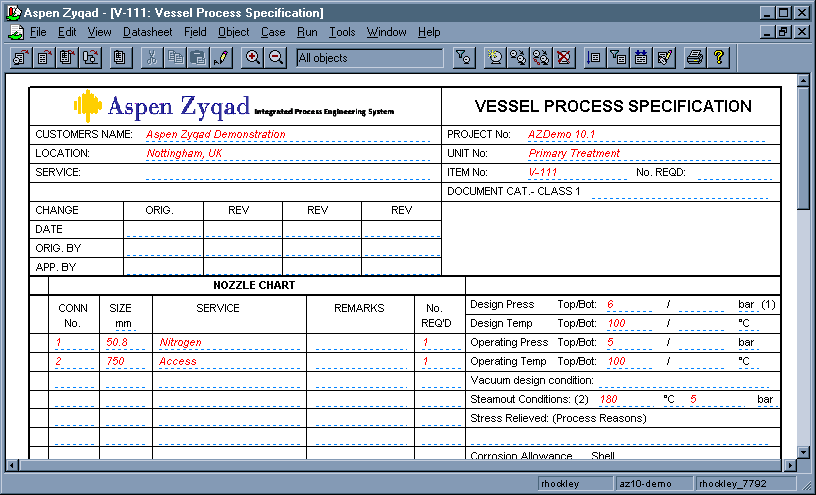 Aspen Zyqad - [V-111: Vessel Process Specification]
File Edit View Datasheet Field Object Case Run Tools Window Help
All objects
Aspen Zyqad Integrated Process Engineering System
VESSEL PROCESS SPECIFICATION
CUSTOMERS NAME: Aspen Zyqad Demonstration PROJECT No: AZDemo 10.1
LOCATION: Nottingham, UK UNIT No: Primary Treatment
SERVICE: ITEM No: V-111 No. REQD:
DOCUMENT CAT.- CLASS 1
CHANGE ORIG. REV REV REV
DATE
ORIG. BY
APP. BY
NOZZLE CHART
CONN No. SIZE mm SERVICE REMARKS No. REQ'D
1 50.8 Nitrogen 1
2 750 Access 1
Design Press Top/Bot: 6 / bar (1)
Design Temp Top/Bot: 100 / °C
Operating Press Top/Bot: 5 / bar
Operating Temp Top/Bot: 100 / °C
Vacuum design condition:
Steamout Conditions: (2) 180 °C 5 bar
Stress Relieved: (Process Reasons)
Corrosion Allowance Shell
rhockley az10-demo rhockley_7792